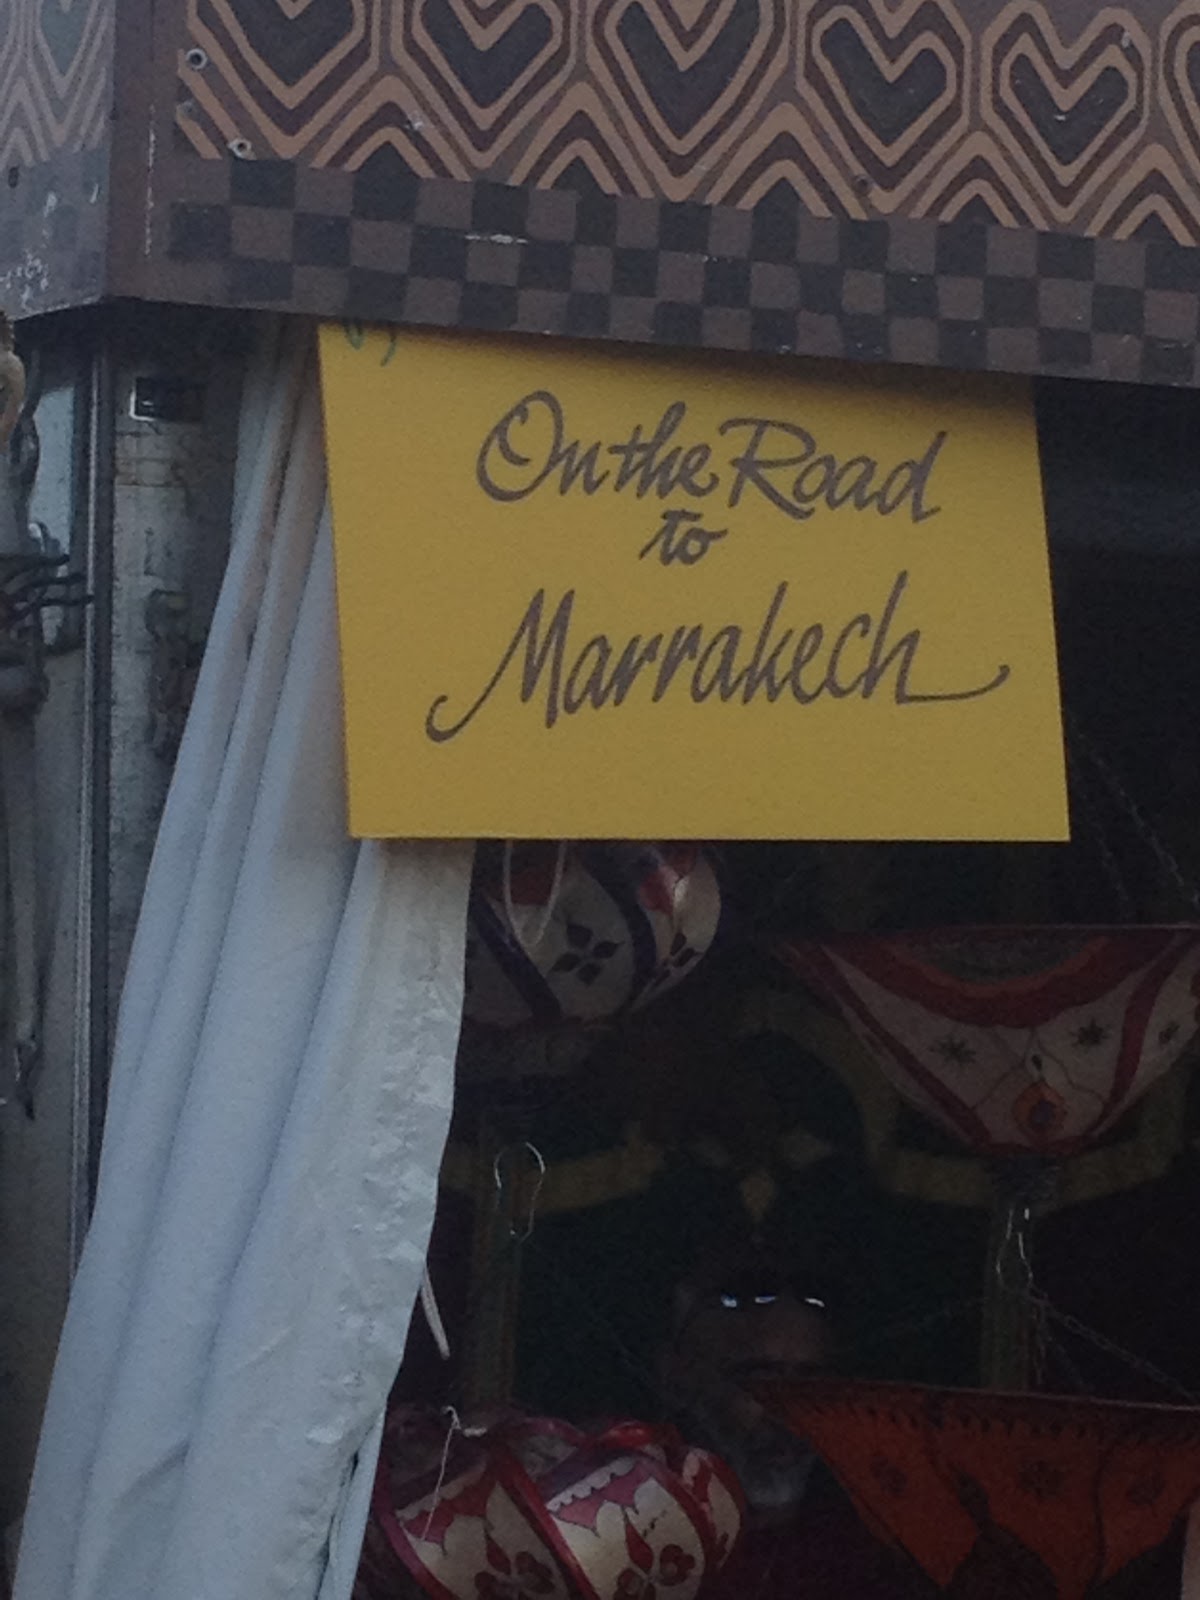 On the Road
to
Marrakech